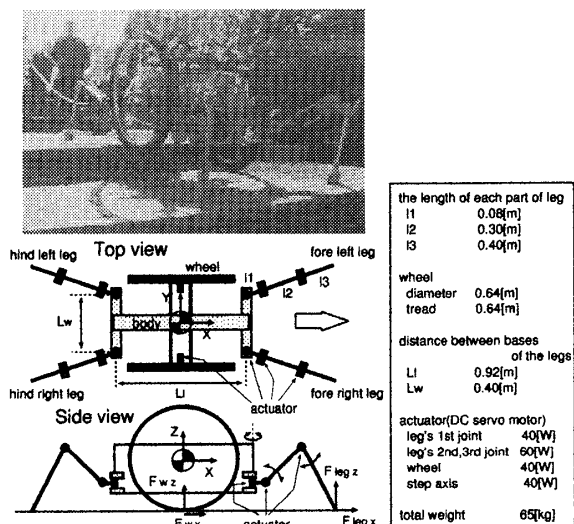 Top view
hind left leg
wheel
fore left leg
l1
l2
l3
Y
Lw
body
X
hind right leg
Ll
actuator
fore right leg
Side view
Z
X
F w z
F leg z
F w x
actuator
F leg x
the length of each part of leg
l1 0.08[m]
l2 0.30[m]
l3 0.40[m]
wheel
diameter 0.64[m]
tread 0.64[m]
distance between bases
of the legs
Ll 0.92[m]
Lw 0.40[m]
actuator(DC servo motor)
leg's 1st joint 40[W]
leg's 2nd,3rd joint 60[W]
wheel 40[W]
step axis 40[W]
total weight 65[kg]